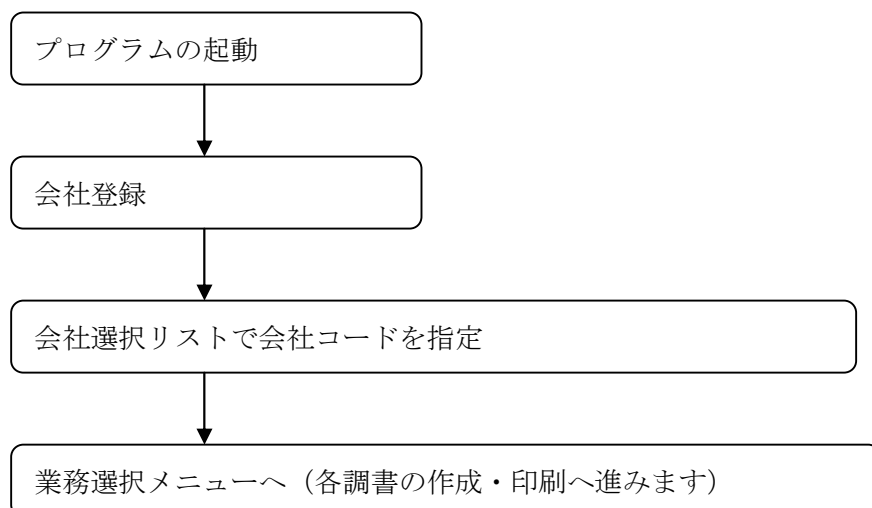 プログラムの起動
会社登録
会社選択リストで会社コードを指定
業務選択メニューへ（各調書の作成・印刷へ進みます）